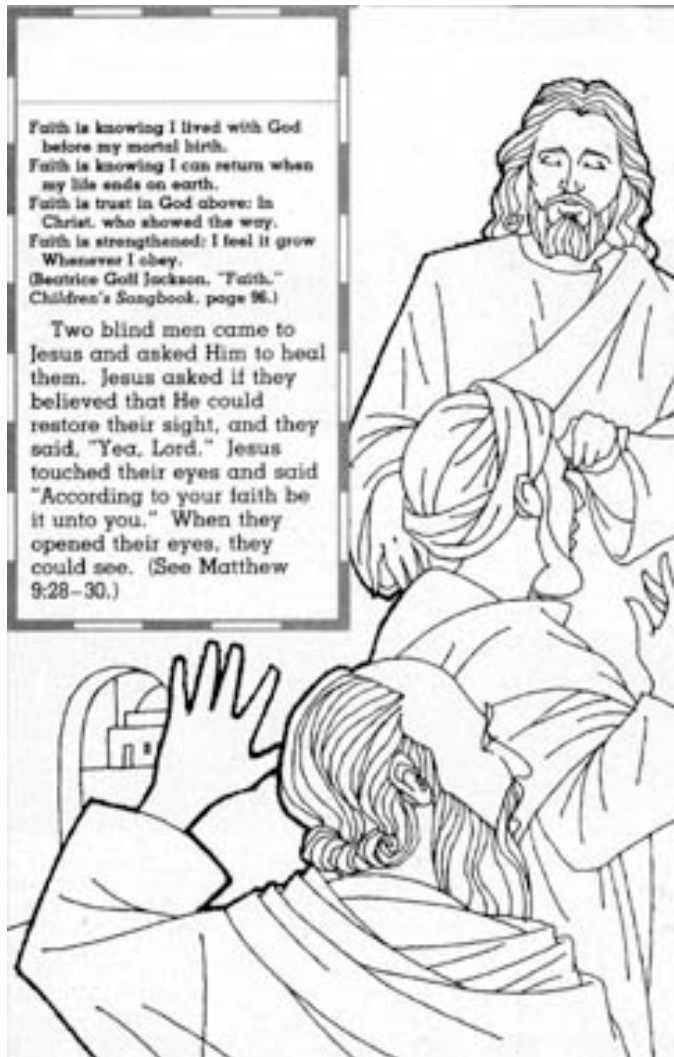 Faith is knowing I lived with God
before my mortal birth.
Faith is knowing I can return when
my life ends on earth.
Faith is trust in God above: In
Christ, who showed the way.
Faith is strengthened; I feel it grow
Whenever I obey.
(Beatrice Goff Jackson, "Faith,"
Children's Songbook, page 96.)
Two blind men came to
Jesus and asked Him to heal
them. Jesus asked if they
believed that He could
restore their sight, and they
said, "Yea, Lord." Jesus
touched their eyes and said
"According to your faith be
it unto you." When they
opened their eyes, they
could see. (See Matthew
9:28–30.)